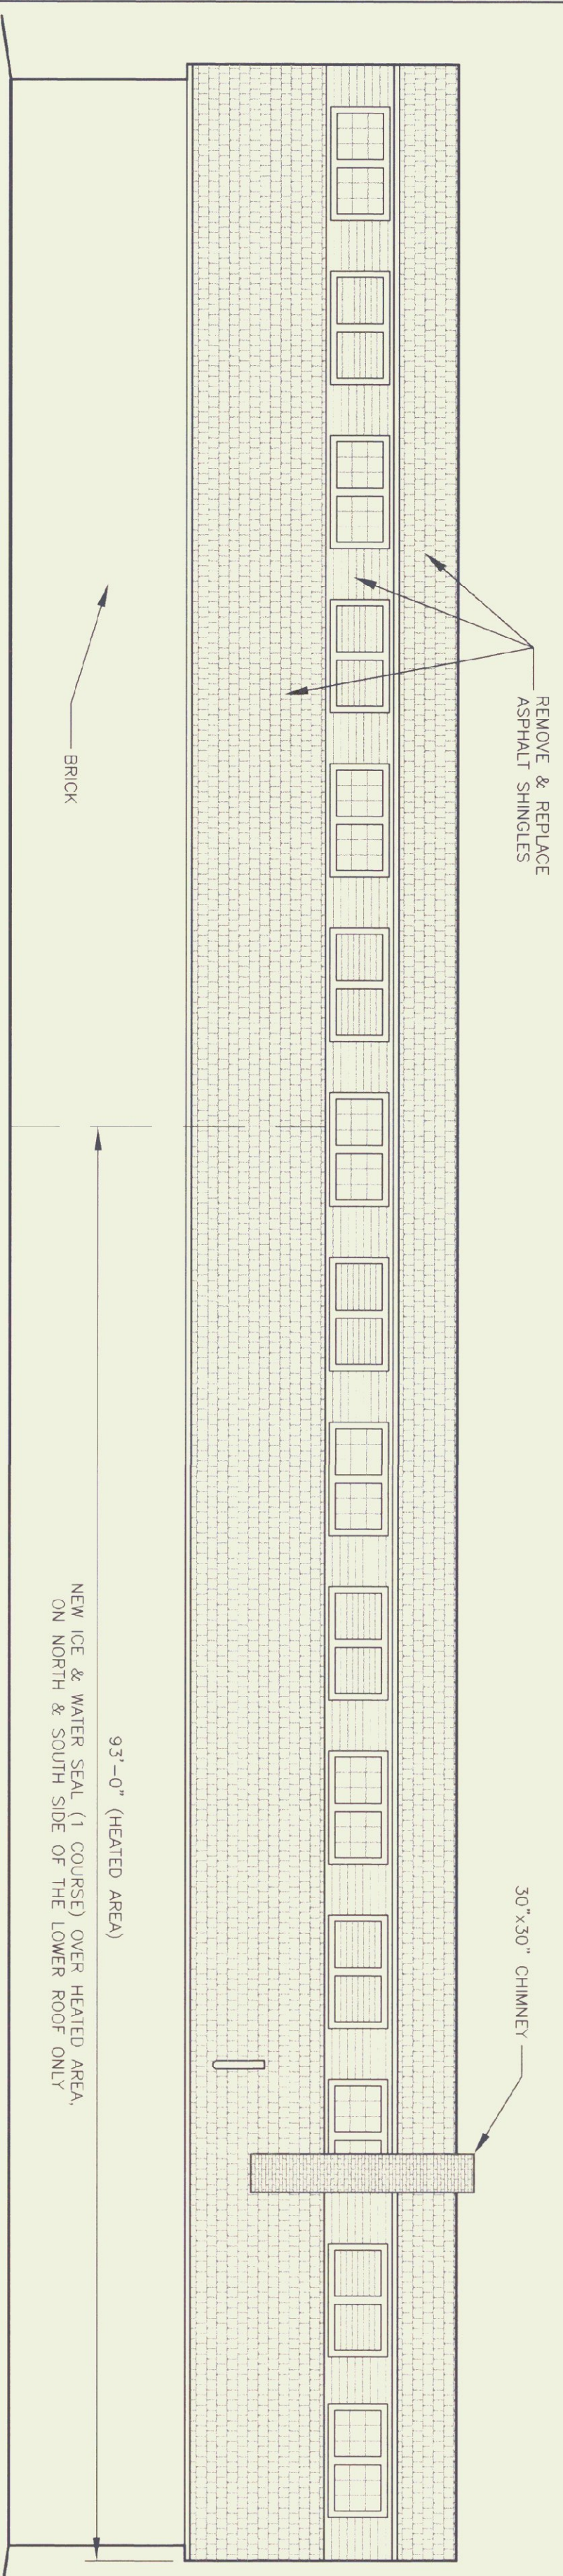 REMOVE & REPLACE
ASPHALT SHINGLES
30"x30" CHIMNEY
BRICK
93'-0" (HEATED AREA)
NEW ICE & WATER SEAL (1 COURSE) OVER HEATED AREA,
ON NORTH & SOUTH SIDE OF THE LOWER ROOF ONLY